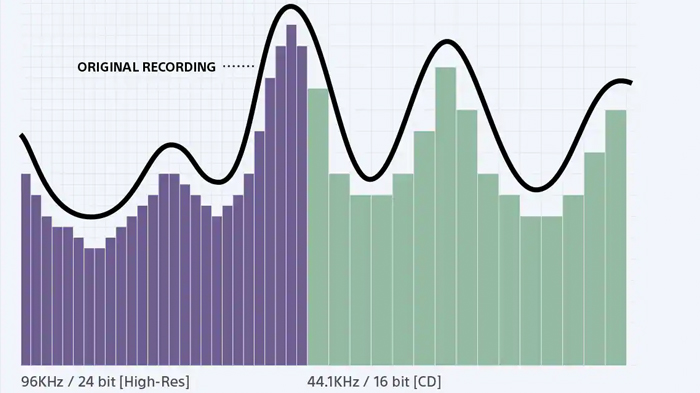 ORIGINAL RECORDING
96KHz / 24 bit [High-Res]
44.1KHz / 16 bit [CD]